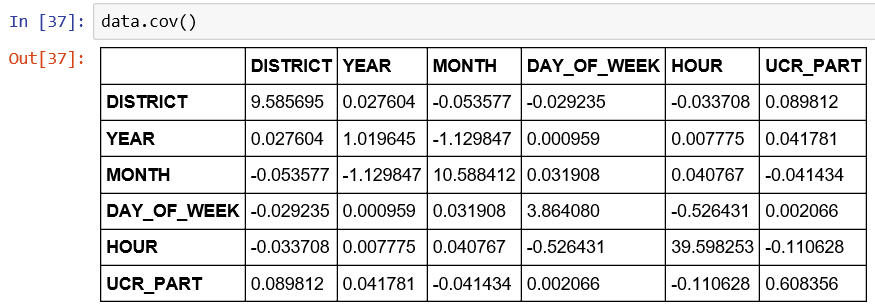 In [37]: data.cov()
Out[37]:
DISTRICT YEAR MONTH DAY_OF_WEEK HOUR UCR_PART
DISTRICT 9.585695 0.027604 -0.053577 -0.029235 -0.033708 0.089812
YEAR 0.027604 1.019645 -1.129847 0.000959 0.007775 0.041781
MONTH -0.053577 -1.129847 10.588412 0.031908 0.040767 -0.041434
DAY_OF_WEEK -0.029235 0.000959 0.031908 3.864080 -0.526431 0.002066
HOUR -0.033708 0.007775 0.040767 -0.526431 39.598253 -0.110628
UCR_PART 0.089812 0.041781 -0.041434 0.002066 -0.110628 0.608356